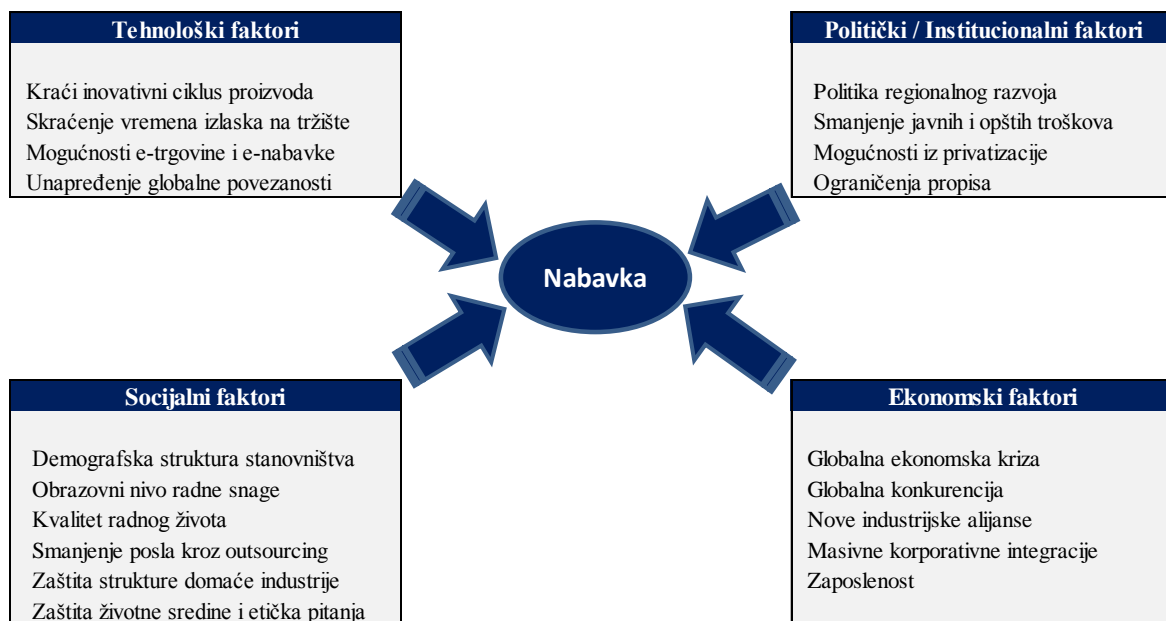 Tehnološki faktori
Kraći inovativni ciklus proizvoda
Skraćenje vremena izlaska na tržište
Mogućnosti e-trgovine i e-nabavke
Unapređenje globalne povezanosti
Politički / Institucionalni faktori
Politika regionalnog razvoja
Smanjenje javnih i opštih troškova
Mogućnosti iz privatizacije
Ograničenja propisa
Nabavka
Socijalni faktori
Demografska struktura stanovništva
Obrazovni nivo radne snage
Kvalitet radnog života
Smanjenje posla kroz outsourcing
Zaštita strukture domaće industrije
Zaštita životne sredine i etička pitanja
Ekonomski faktori
Globalna ekonomska kriza
Globalna konkurencija
Nove industrijske alijanse
Masivne korporativne integracije
Zaposlenost